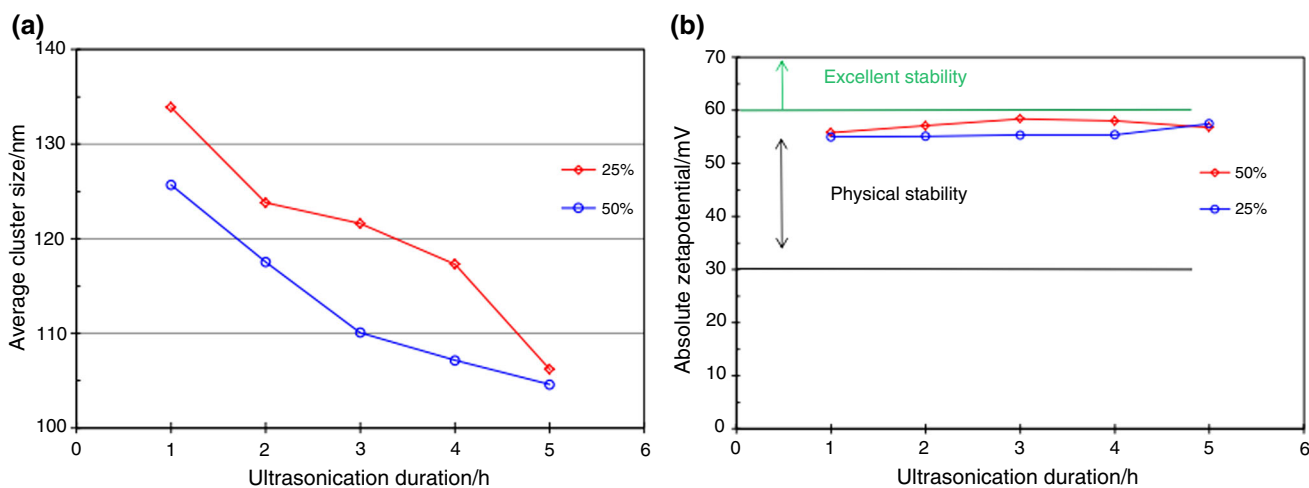 (a)
140
130
120
110
100
Average cluster size/nm
25%
50%
0 1 2 3 4 5 6
Ultrasonication duration/h
(b)
70
60
50
40
30
20
10
0
Absolute zetapotential/mV
Excellent stability
Physical stability
50%
25%
0 1 2 3 4 5 6
Ultrasonication duration/h